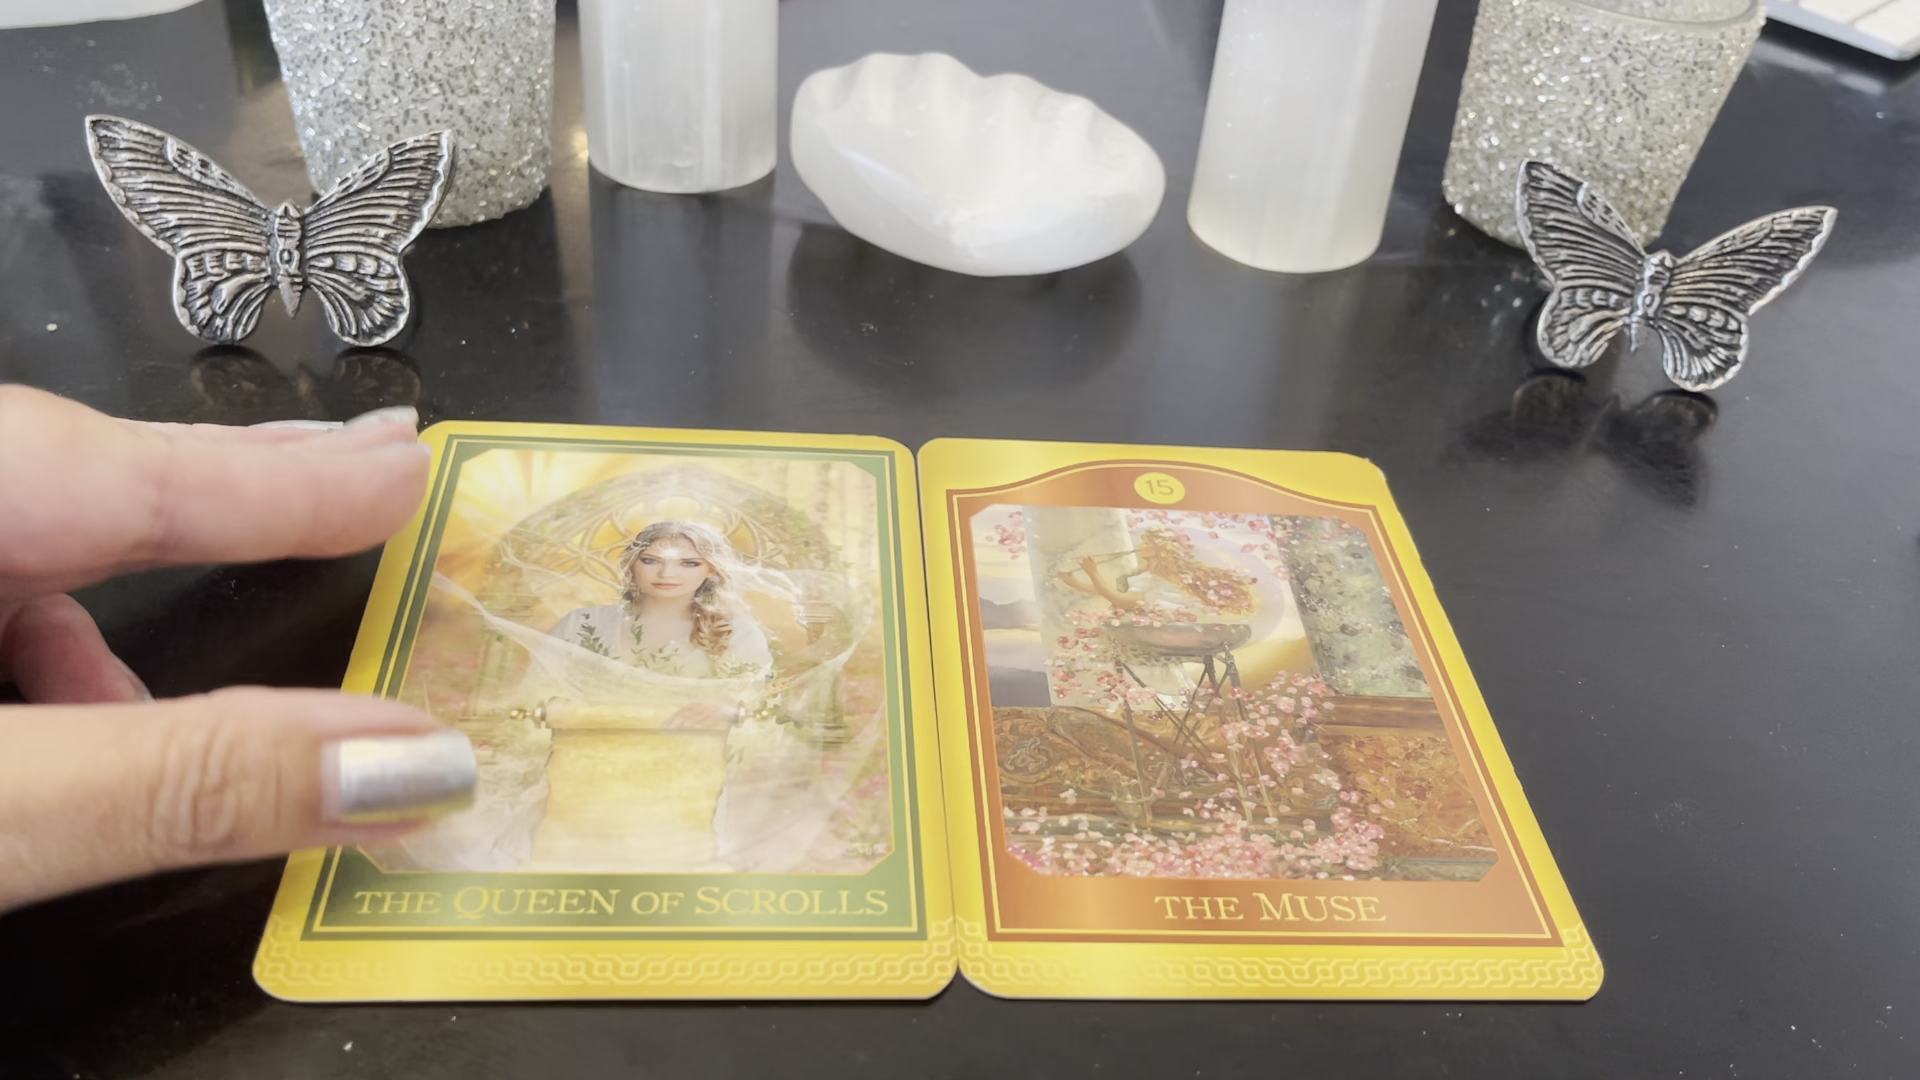 15
THE QUEEN OF SCROLLS
THE MUSE